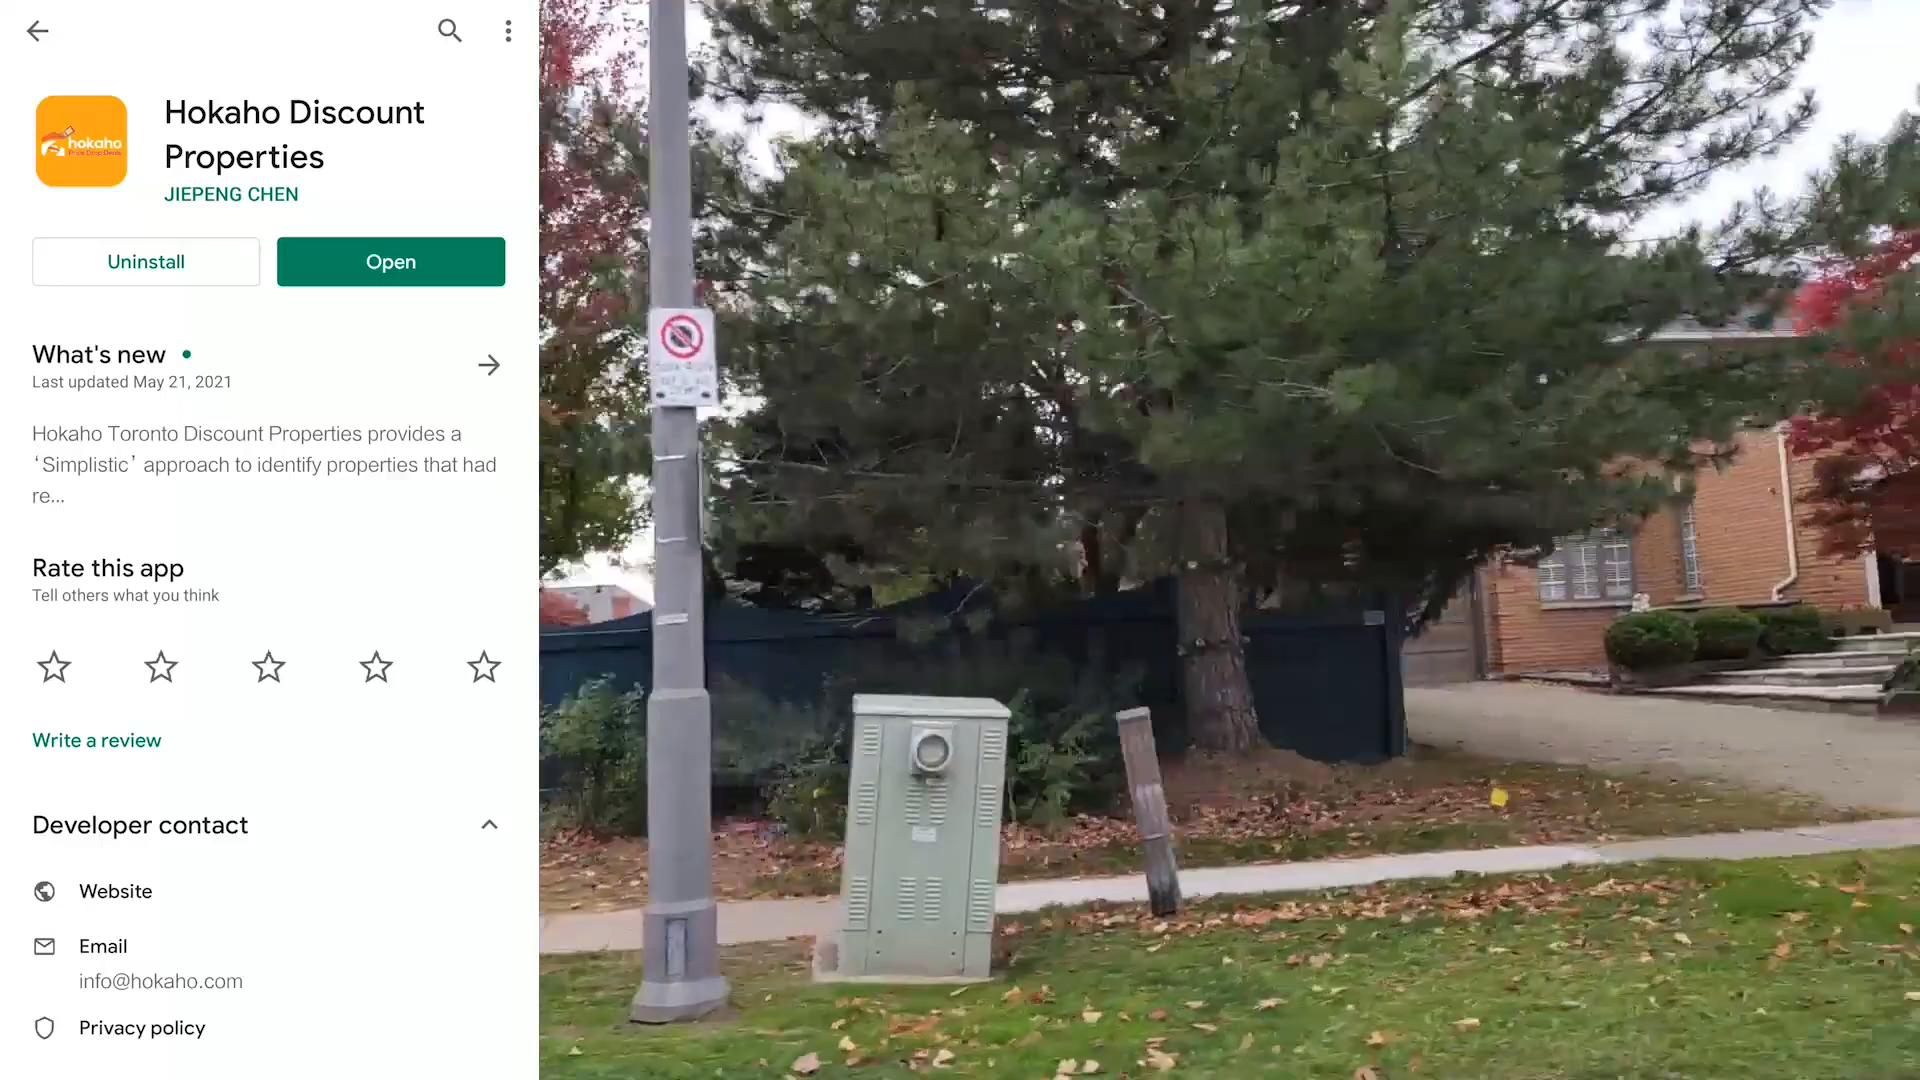 Hokaho Discount
Properties
JIEPENG CHEN
hokaho
Uninstall
Open
What's new
Last updated May 21, 2021
Hokaho Toronto Discount Properties provides a
‘Simplistic’ approach to identify properties that had
re...
Rate this app
Tell others what you think
Write a review
Developer contact
Website
Email
info@hokaho.com
Privacy policy